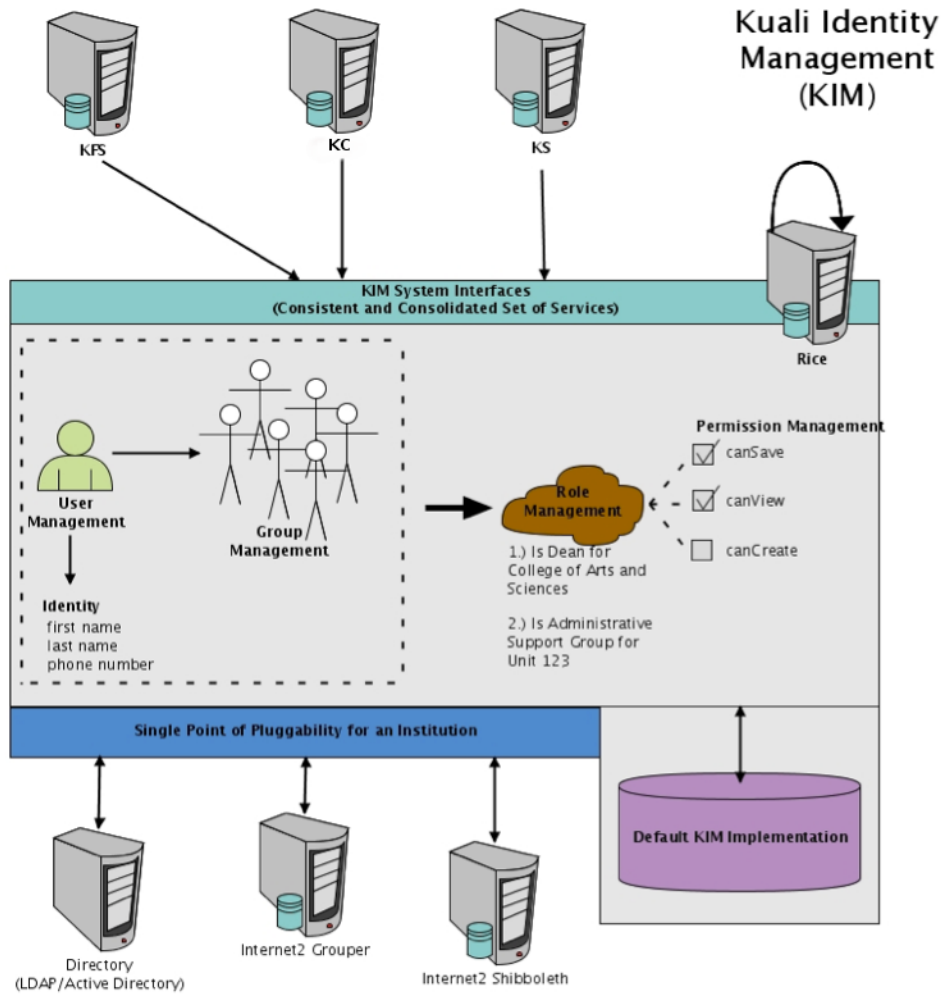 Kuali Identity
Management
(KIM)
KFS
KC
KS
KIM System Interfaces
(Consistent and Consolidated Set of Services)
Rice
User
Management
Group
Management
Identity
first name
last name
phone number
Role
Management
1.) Is Dean for
College of Arts and
Sciences
2.) Is Administrative
Support Group for
Unit 123
Permission Management
canSave
canView
canCreate
Single Point of Pluggability for an Institution
Default KIM Implementation
Directory
(LDAP/Active Directory)
Internet2 Grouper
Internet2 Shibboleth